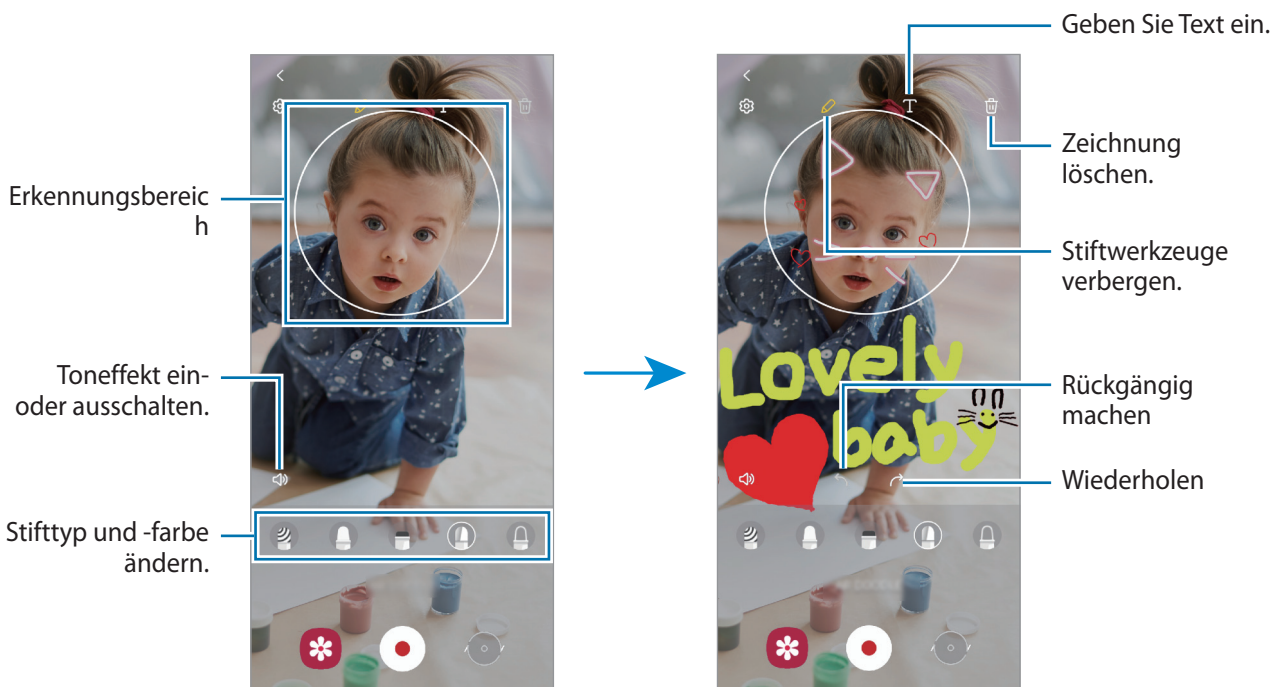 Geben Sie Text ein.
T
Zeichnung
löschen.
Erkennungsbereic
h
Stiftwerkzeuge
verbergen.
Lovely
baby
Toneffekt ein-
oder ausschalten.
Rückgängig
machen
Wiederholen
Stifttyp und -farbe
ändern.